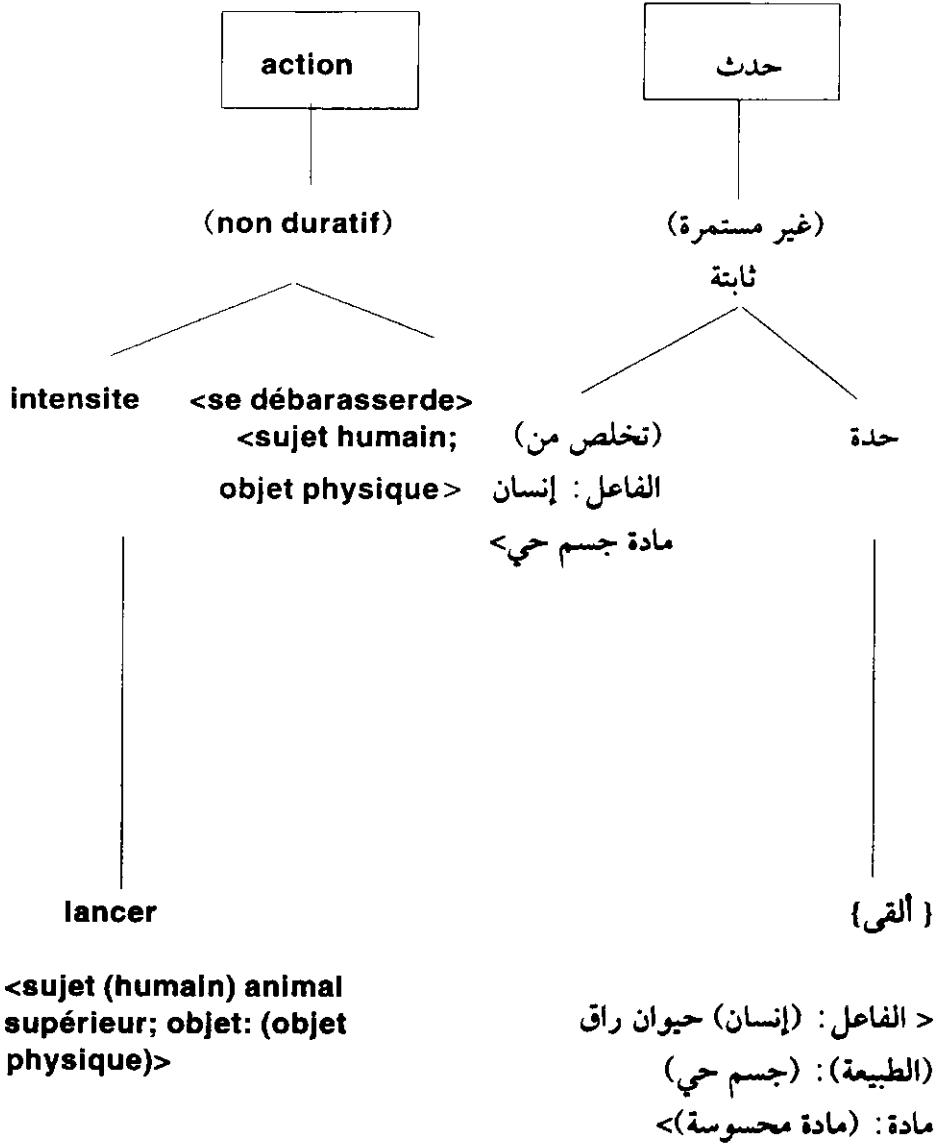 action
(non duratif)
intensite
<se débarasserde>
<sujet humain;
objet physique>
lancer
<sujet (humain) animal
supérieur; objet: (objet
physique)>
حدث
(غير مستمرة)
ثابتة
(تخلص من)
الفاعل: إنسان
مادة جسم حي>
حدة
{ ألقى}
< الفاعل: (إنسان) حيوان راق
(الطبيعة): (جسم حي)
مادة: (مادة محسوسة)>